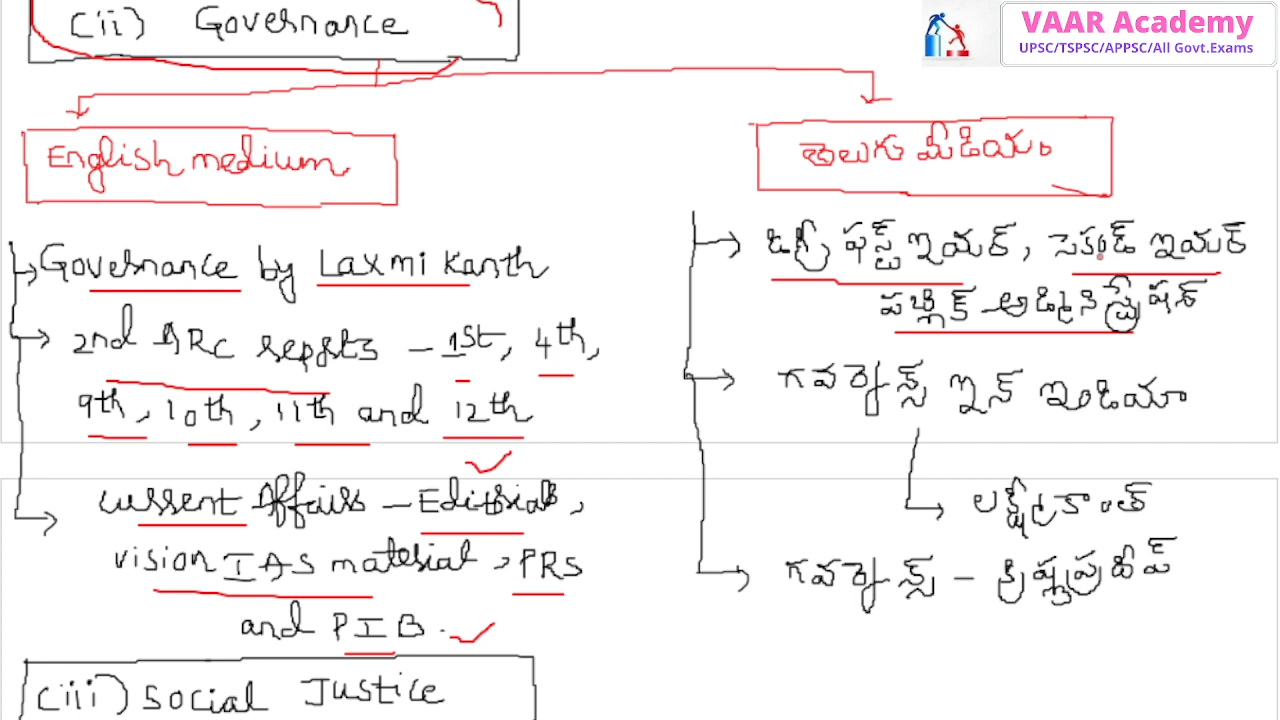 VAAR Academy
UPSC/TSPSC/APPSC/All Govt.Exams
(ii) Governance
English medium
Governance by Laxmi Kanth
2nd ARC reports – 1st, 4th,
9th, 10th, 11th and 12th
current Affairs – Editorials,
vision IAS material, PRS
and PIB.
(iii) Social Justice
తెలుగు మీడియం
డిగ్రీ ఫస్ట్ ఇయర్, సెకండ్ ఇయర్
పబ్లిక్ అడ్మినిస్ట్రేషన్
గవర్నెన్స్ ఇన్ ఇండియా
లక్ష్మీకాంత్
గవర్నెన్స్ – క్రిష్ణప్రదీప్